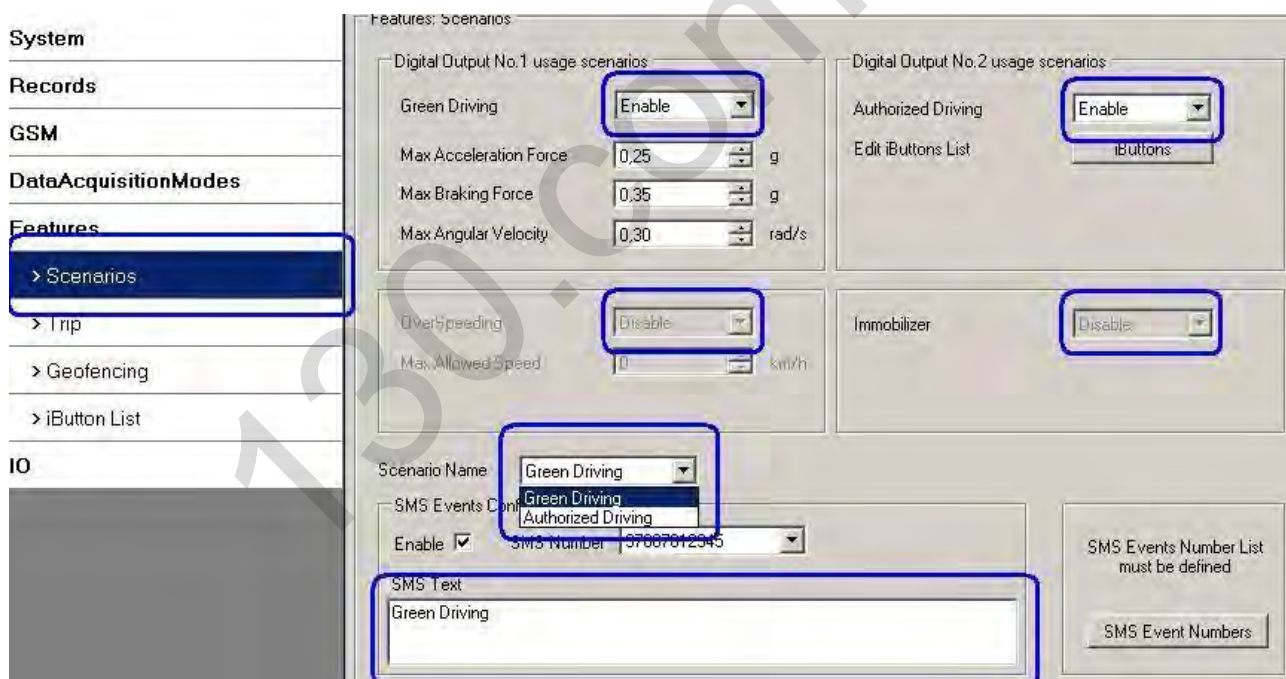 System
Records
GSM
DataAcquisitionModes
Features
> Scenarios
> Trip
> Geofencing
> iButton List
IO
Features: Scenarios
Digital Output No.1 usage scenarios
Green Driving Enable
Max Acceleration Force 0,25 g
Max Braking Force 0,35 g
Max Angular Velocity 0,30 rad/s
Digital Output No.2 usage scenarios
Authorized Driving Enable
Edit iButtons List iButtons
OverSpeeding Disable
Max Allowed Speed 0 km/h
Immobilizer Disable
Scenario Name Green Driving
Green Driving
Authorized Driving
SMS Events
Enable SMS Number 37067812345
SMS Text
Green Driving
SMS Events Number List
must be defined
SMS Event Numbers
130.com